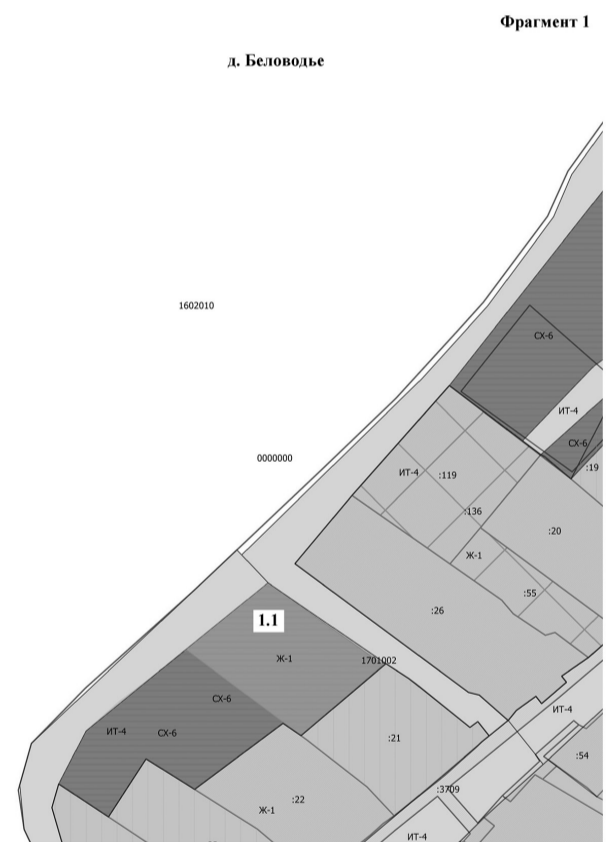 Фрагмент 1
д. Беловодье
1602010
СХ-6
ИТ-4
СХ-6
0000000
:19
ИТ-4
:119
:136
:20
Ж-1
:55
:26
1.1
Ж-1
1701002
СХ-6
ИТ-4
ИТ-4
СХ-6
:21
:54
:3709
:22
Ж-1
ИТ-4